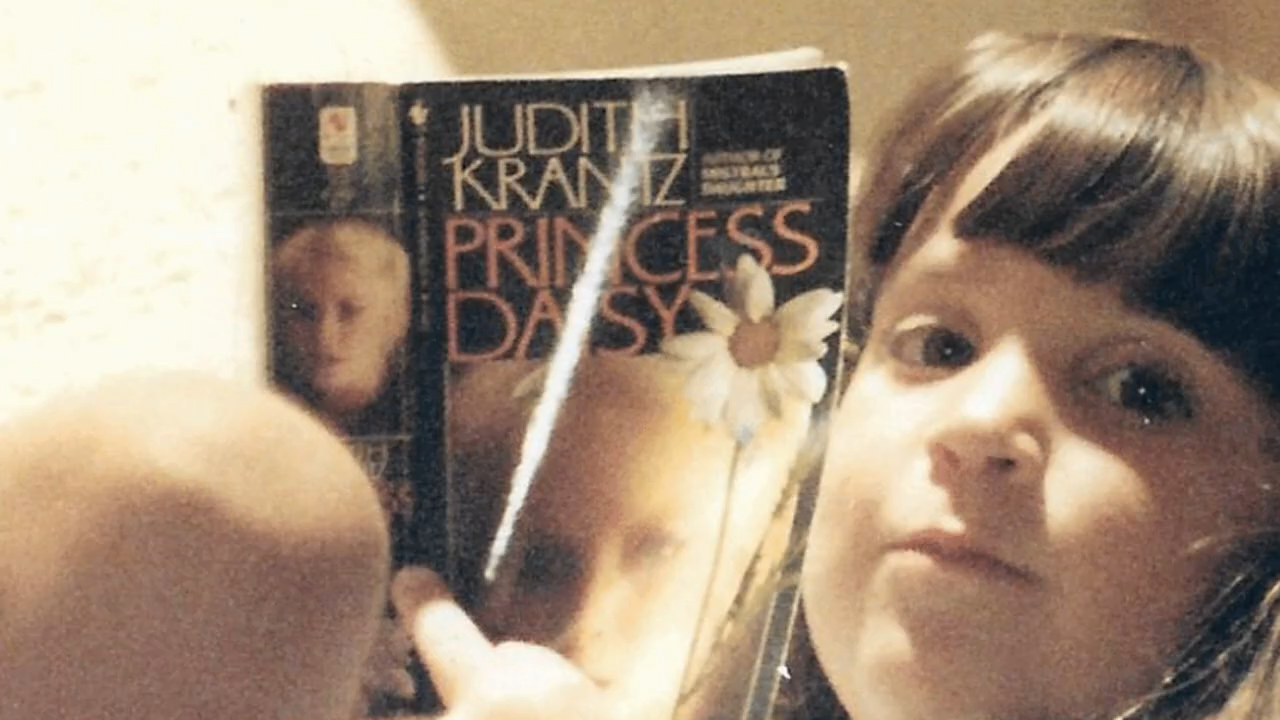 JUDITH
KRANTZ
AUTHOR OF
MISTRAL'S
DAUGHTER
PRINCESS
DAISY